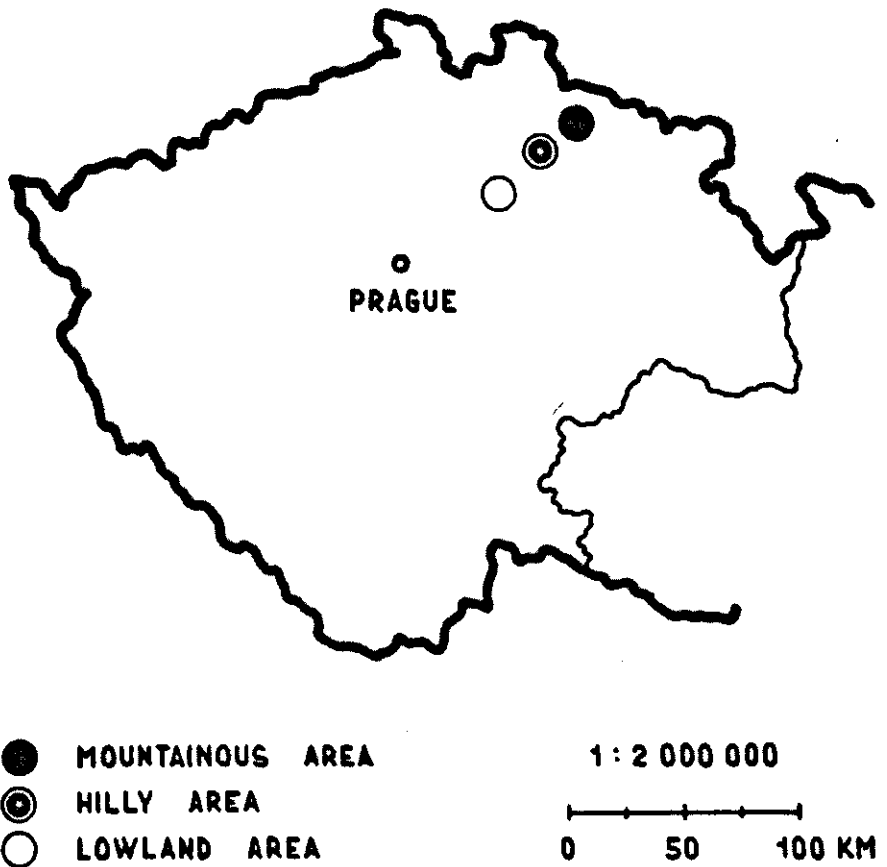 PRAGUE
MOUNTAINOUS AREA
HILLY AREA
LOWLAND AREA
1 : 2 000 000
0 50 100 KM